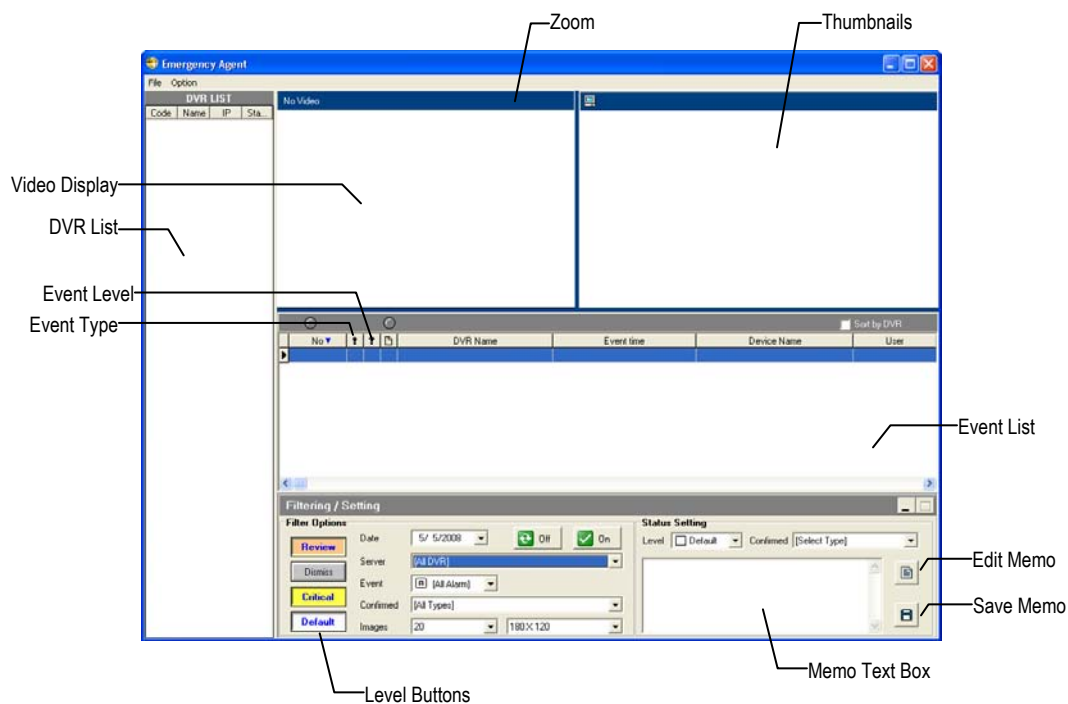 Zoom
Thumbnails
Emergency Agent
File Option
DVR LIST
Code Name IP Sta...
No Video
Video Display
DVR List
Event Level
Event Type
Sort by DVR
No DVR Name Event time Device Name User
Event List
Filtering / Setting
Filter Options
Review
Dismiss
Critical
Default
Date 5/ 5/2008 Off On
Server [All DVR]
Event [All Alarm]
Confirmed [All Types]
Images 20 180×120
Status Setting
Level Default Confirmed [Select Type]
Edit Memo
Save Memo
Memo Text Box
Level Buttons